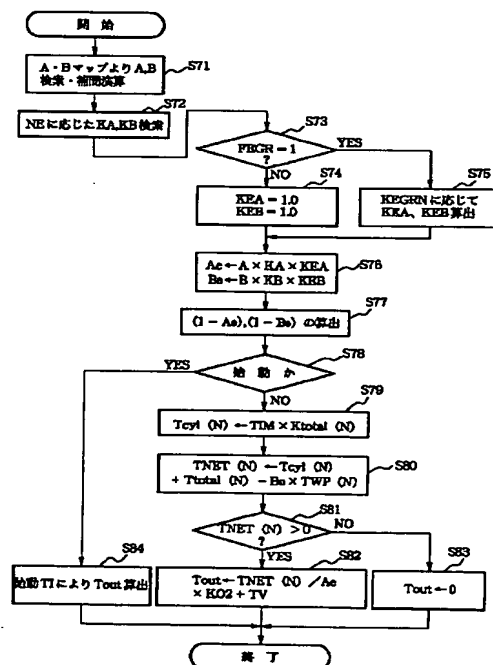 開 始
A・BマップよりA,B
検索・補間演算
S71
NEに応じたKA,KB検索
S72
S73
FEGR=1
?
YES
NO
S74
KEA=1.0
KEB=1.0
S75
KEGRNに応じて
KEA、KEB算出
Ae←A×KA×KEA
Be←B×KB×KEB
S76
S77
(1-Ae),(1-Be) の算出
S78
始 動 か
YES
NO
S79
Tcyl (N) ←TIM×Ktotal (N)
TNET (N) ←Tcyl (N)
+Ttotal (N) -Be×TWP (N)
S80
S81
TNET (N) >0
?
NO
YES
S84
始動TIによりTout算出
S82
Tout←TNET (N) /Ae
×KO2+TV
S83
Tout←0
終 了